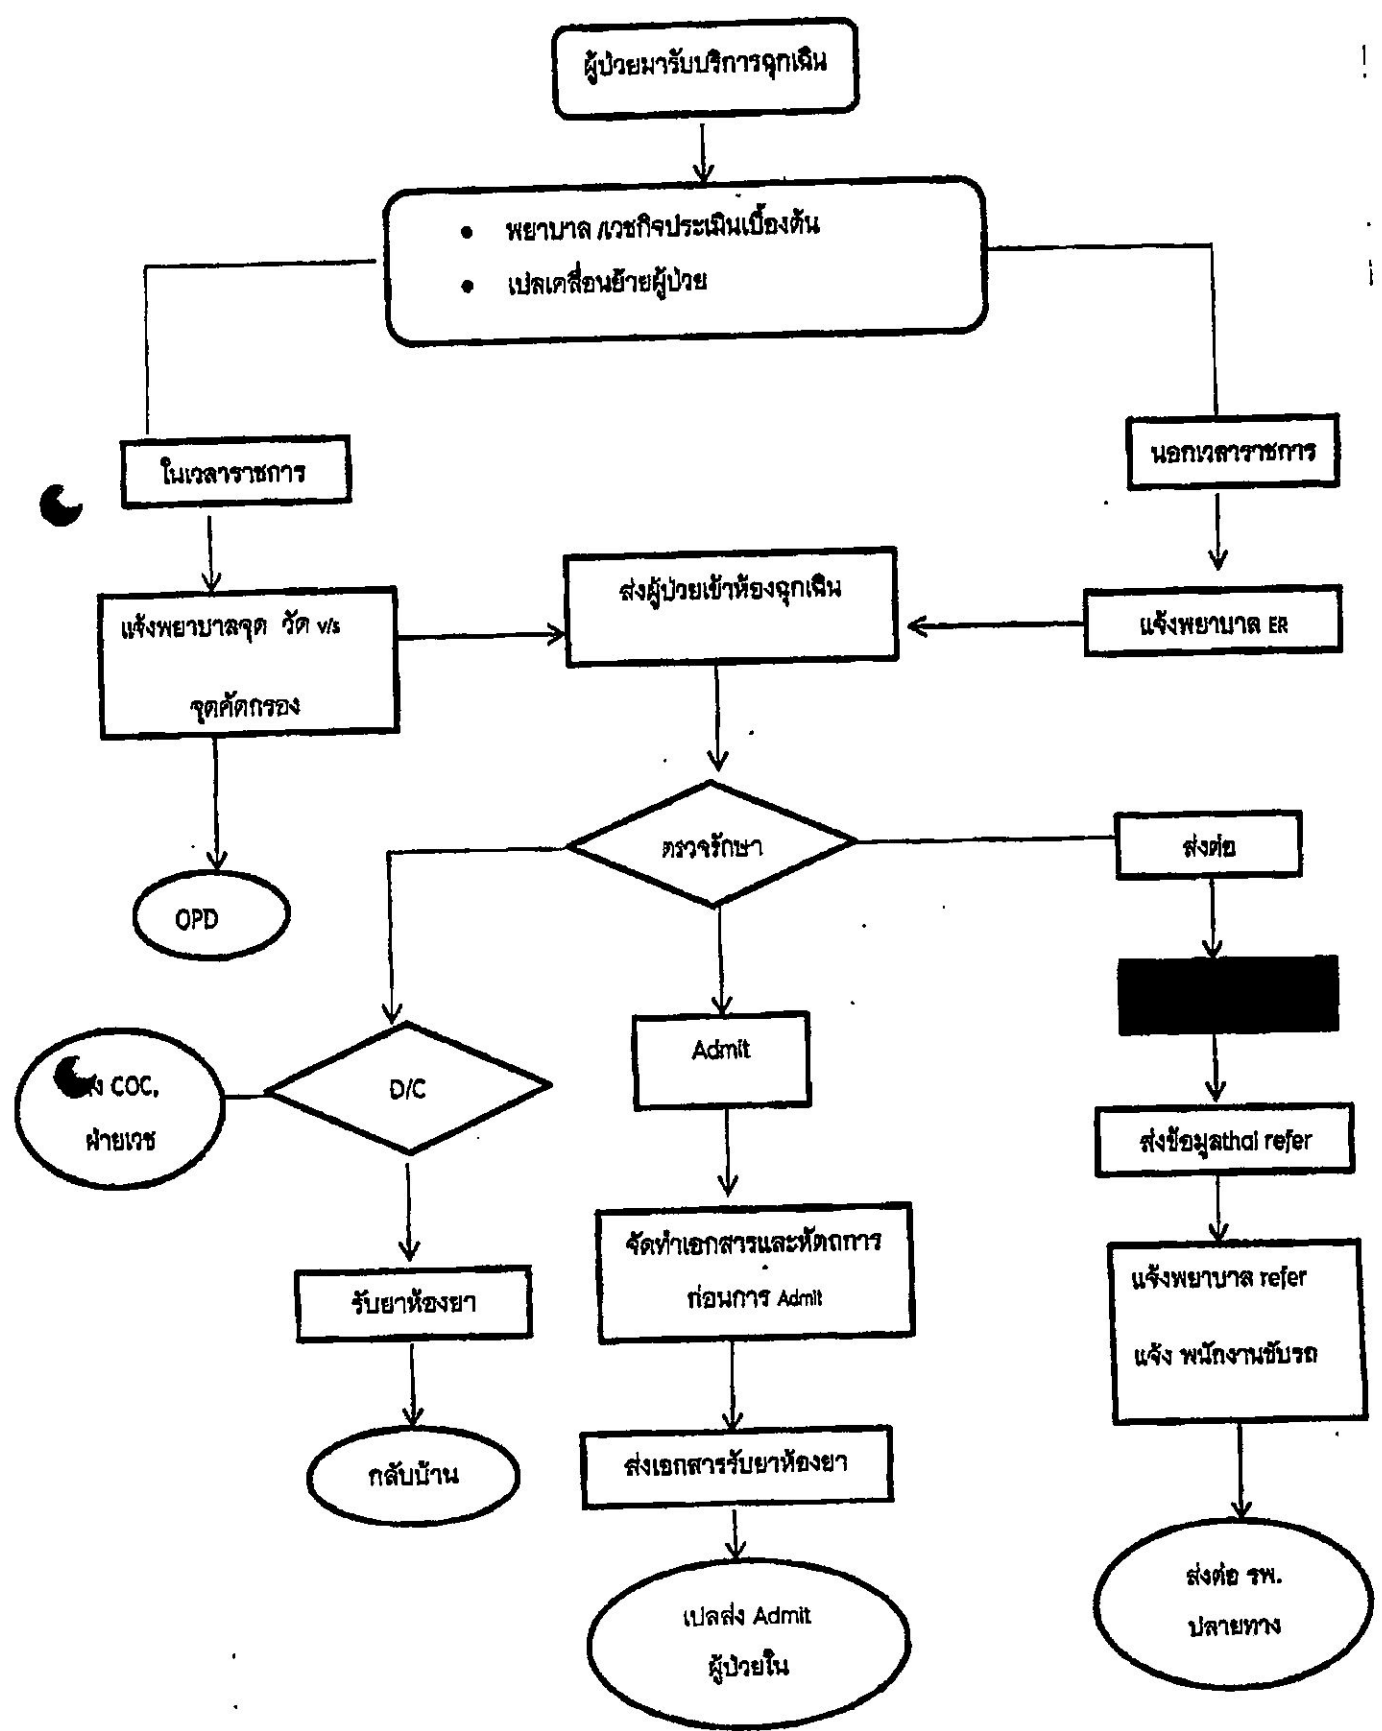 ผู้ป่วยมารับบริการฉุกเฉิน
• พยาบาล /เวชกิจประเมินเบื้องต้น
• เปลเคลื่อนย้ายผู้ป่วย
ในเวลาราชการ
นอกเวลาราชการ
แจ้งพยาบาลจุด วัด v/s
จุดคัดกรอง
ส่งผู้ป่วยเข้าห้องฉุกเฉิน
แจ้งพยาบาล ER
OPD
ตรวจรักษา
ส่งต่อ
COC,
ฝ่ายเวช
D/C
Admit
ส่งข้อมูลthai refer
รับยาห้องยา
จัดทำเอกสารและหัตถการ
ก่อนการ Admit
แจ้งพยาบาล refer
แจ้ง พนักงานขับรถ
กลับบ้าน
ส่งเอกสารรับยาห้องยา
เปลส่ง Admit
ผู้ป่วยใน
ส่งต่อ รพ.
ปลายทาง